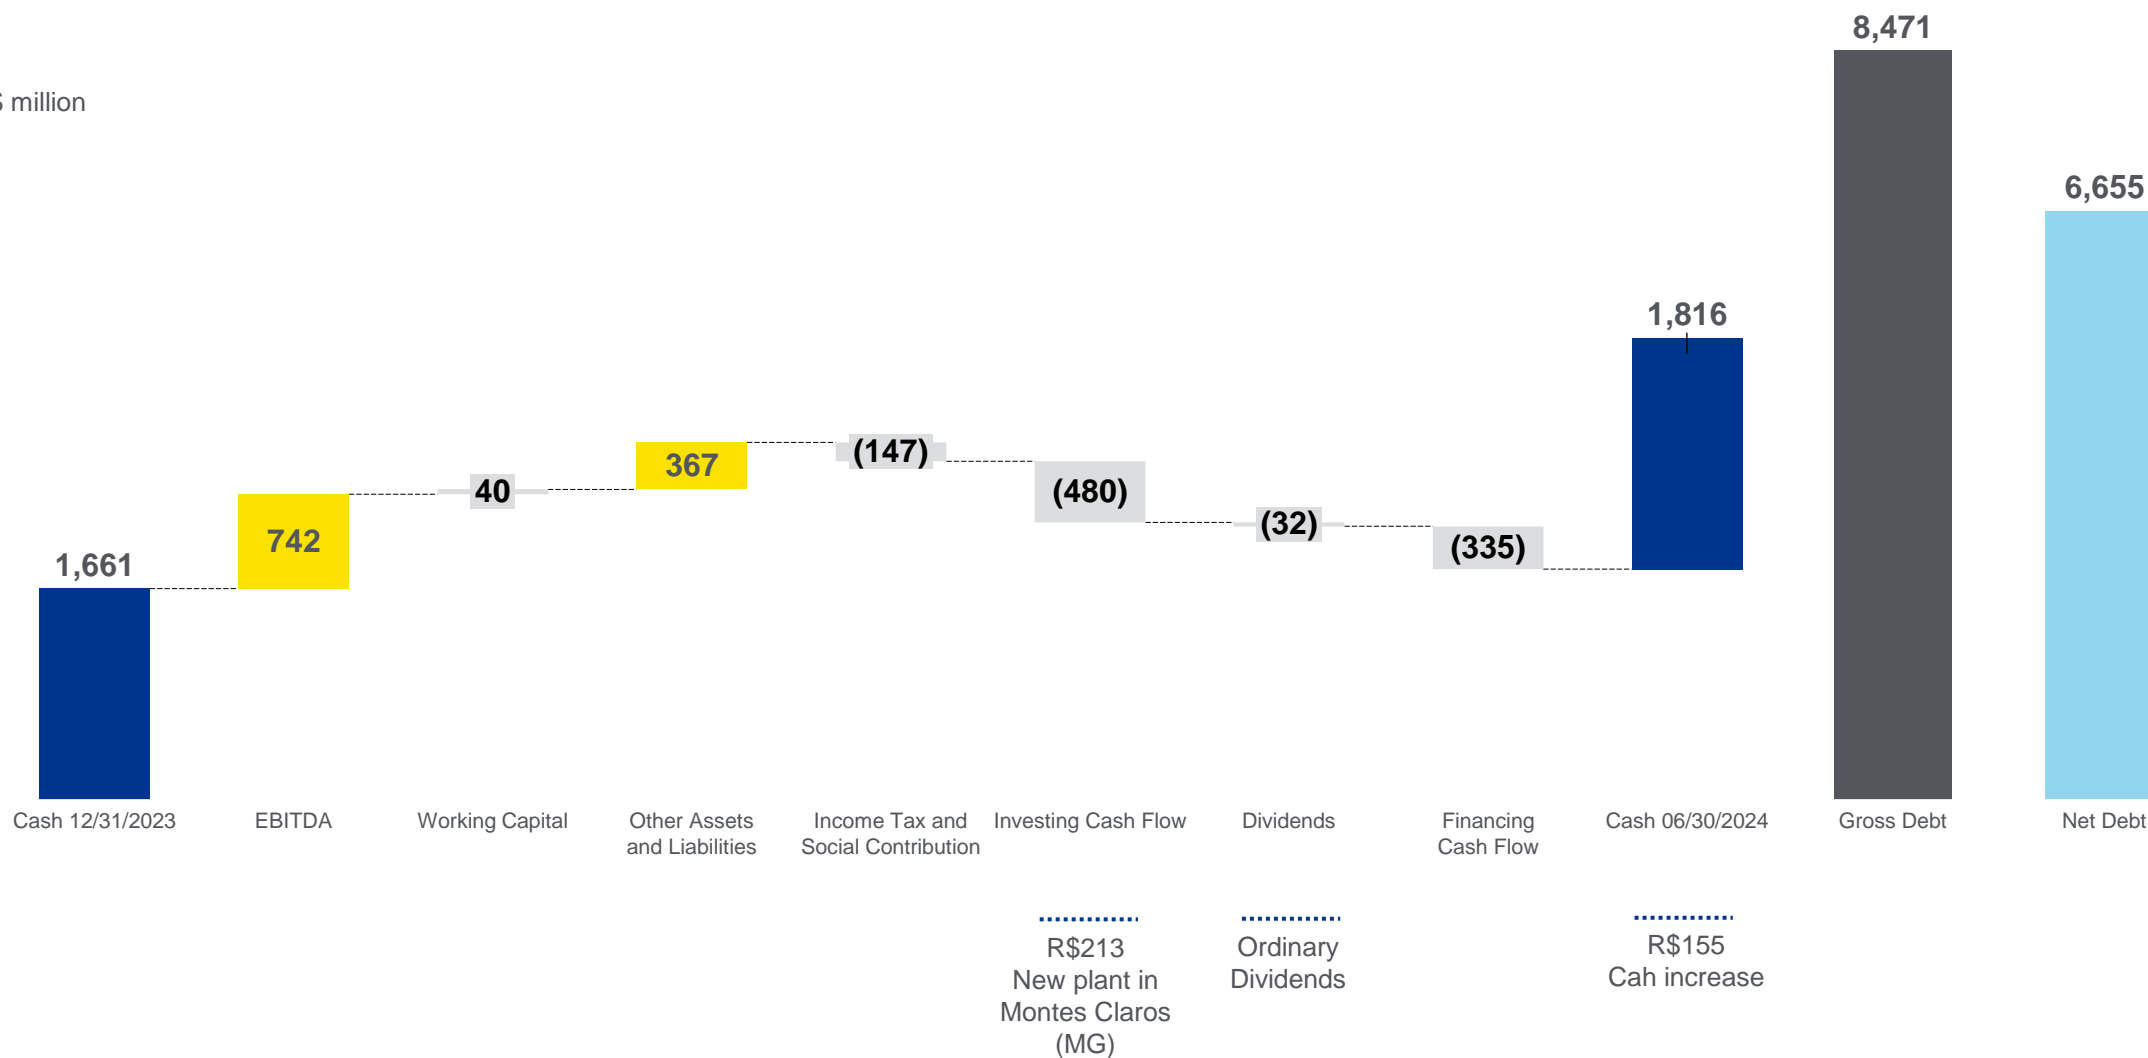 8,471
$ million
6,655
1,816
(147)
367
40
(480)
(32)
742
(335)
1,661
Cash 12/31/2023
EBITDA
Working Capital
Other Assets
and Liabilities
Income Tax and
Social Contribution
Investing Cash Flow
Dividends
Financing
Cash Flow
Cash 06/30/2024
Gross Debt
Net Debt
R$213
New plant in
Montes Claros
(MG)
Ordinary
Dividends
R$155
Cah increase